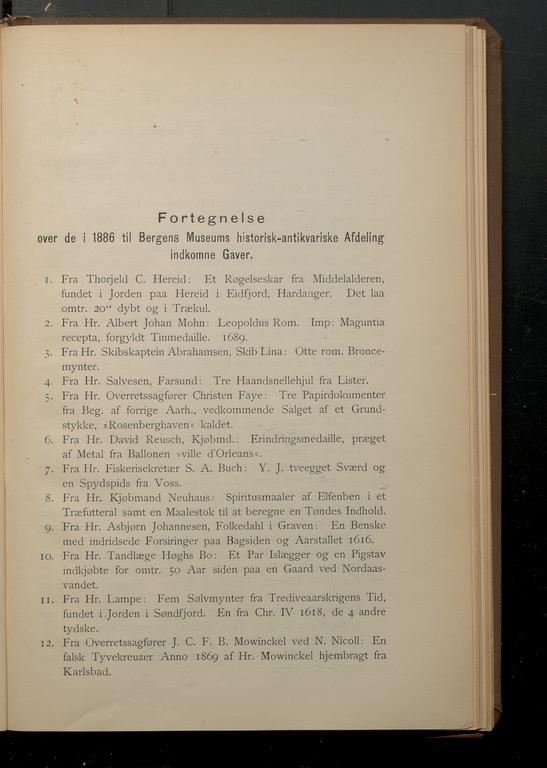 Fortegnelse
over de i 1886 til Bergens Museums historisk-antikvariske Afdeling
indkomne Gaver.
1. Fra Thorjeld C. Hereid: Et Røgelseskar fra Middelalderen,
fundet i Jorden paa Hereid i Eidfjord, Hardanger. Det laa
omtr. 20" dybt og i Trækul.
2. Fra Hr. Albert Johan Mohn: Leopoldus Rom. Imp: Maguntia
recepta, forgyldt Tinmedaille. 1689.
3. Fra Hr. Skibskaptein Abrahamsen, Skib Lina: Otte rom. Bronce-
mynter.
4. Fra Hr. Salvesen, Farsund: Tre Haandsnellehjul fra Lister.
5. Fra Hr. Overretssagfører Christen Faye: Tre Papirdokumenter
fra Beg. af forrige Aarh., vedkommende Salget af et Grund-
stykke, »Rosenberghaven« kaldet.
6. Fra Hr. David Reusch, Kjøbmd.: Erindringsmedaille, præget
af Metal fra Ballonen »ville d'Orleans«.
7. Fra Hr. Fiskerisekretær S. A. Buch: Y. J. tveegget Sværd og
en Spydspids fra Voss.
8. Fra Hr. Kjøbmand Neuhaus: Spiritusmaaler af Elfenben i et
Træfutteral samt en Maalestok til at beregne en Tøndes Indhold.
9. Fra Hr. Asbjørn Johannesen, Folkedahl i Graven: En Benske
med indridsede Forsiringer paa Bagsiden og Aarstallet 1616.
10. Fra Hr. Tandlæge Høghs Bo: Et Par Islægger og en Pigstav
indkjøbte for omtr. 50 Aar siden paa en Gaard ved Nordaas-
vandet.
11. Fra Hr. Lampe: Fem Sølvmynter fra Trediveaarskrigens Tid,
fundet i Jorden i Søndfjord. En fra Chr. IV 1618, de 4 andre
tydske.
12. Fra Overretssagfører J. C. F. B. Mowinckel ved N. Nicoll: En
falsk Tyvekreuzer Anno 1869 af Hr. Mowinckel hjembragt fra
Karlsbad.